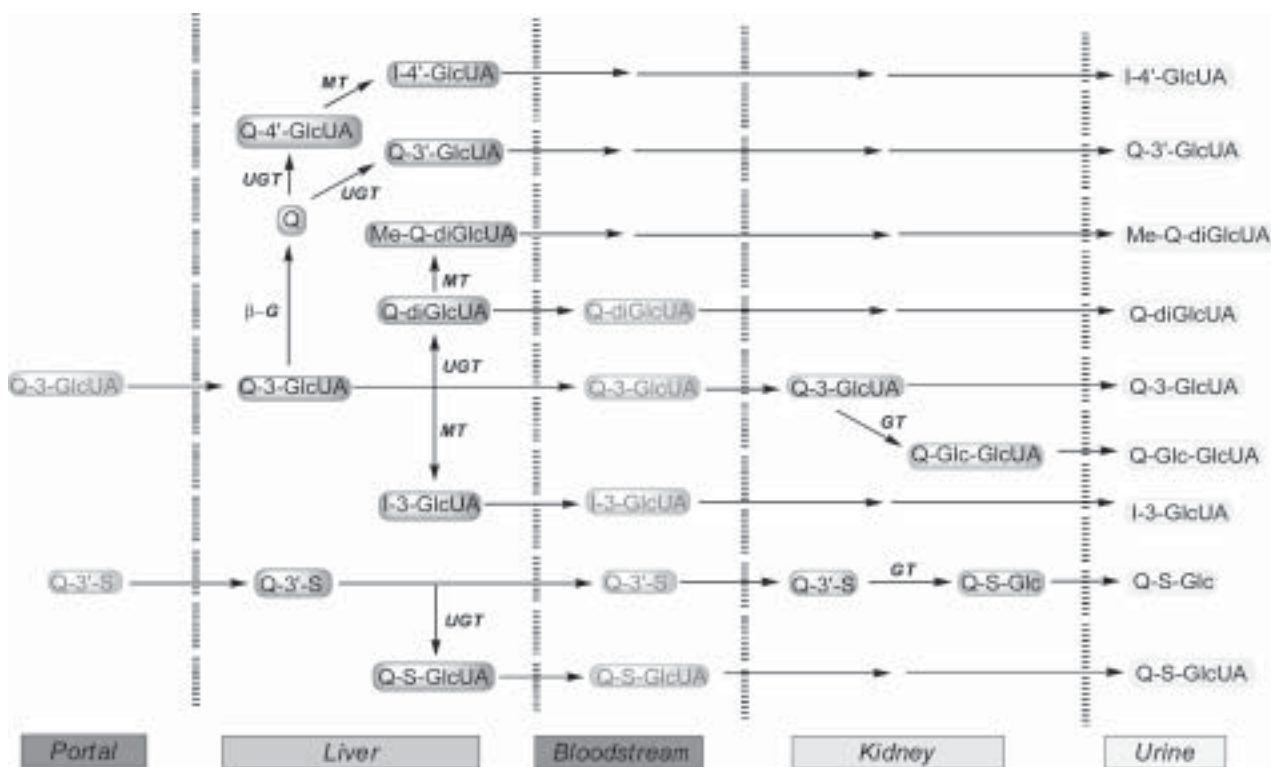 I-4'-GlcUA I-4'-GlcUA
MT
Q-4'-GlcUA
Q-3'-GlcUA Q-3'-GlcUA
UGT UGT
Q
Me-Q-diGlcUA Me-Q-diGlcUA
MT
β-G Q-diGlcUA Q-diGlcUA Q-diGlcUA
UGT
Q-3-GlcUA Q-3-GlcUA Q-3-GlcUA Q-3-GlcUA Q-3-GlcUA
GT
MT
Q-Glc-GlcUA Q-Glc-GlcUA
I-3-GlcUA I-3-GlcUA I-3-GlcUA
GT
Q-3'-S Q-3'-S Q-3'-S Q-3'-S Q-S-Glc Q-S-Glc
UGT
Q-S-GlcUA Q-S-GlcUA Q-S-GlcUA
Portal Liver Bloodstream Kidney Urine